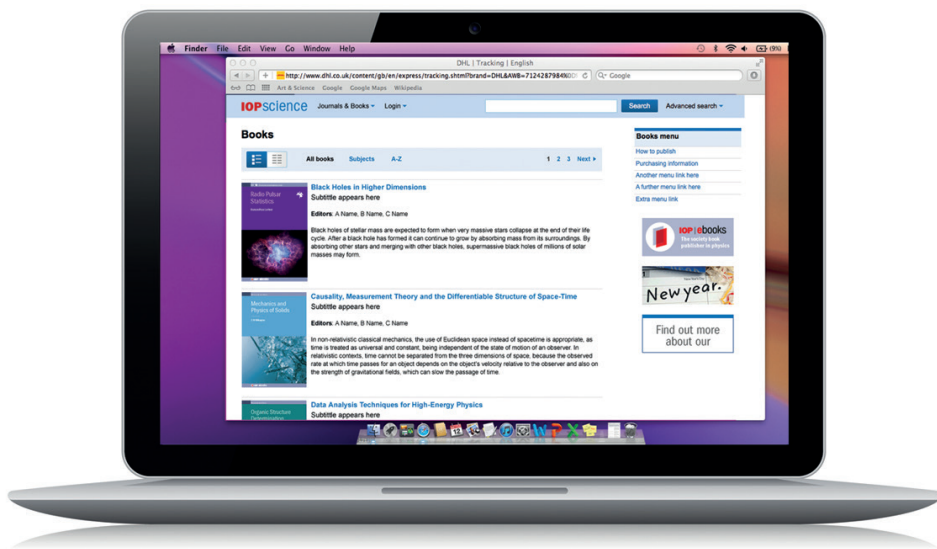 Finder File Edit View Go Window Help (9%)
DHL | Tracking | English
http://www.dhl.co.uk/content/gb/en/express/tracking.shtml?brand=DHL&AWB=7124287984%0D Google
Art & Science Google Google Maps Wikipedia
IOPscience Journals & Books Login Search Advanced search
Books
All books Subjects A-Z 1 2 3 Next
Radio Pulsar
Statistics
Black Holes in Higher Dimensions
Subtitle appears here
Editors: A Name, B Name, C Name
Black holes of stellar mass are expected to form when very massive stars collapse at the end of their life
cycle. After a black hole has formed it can continue to grow by absorbing mass from its surroundings. By
absorbing other stars and merging with other black holes, supermassive black holes of millions of solar
masses may form.
Mechanics and
Physics of Solids
Causality, Measurement Theory and the Differentiable Structure of Space-Time
Subtitle appears here
Editors: A Name, B Name, C Name
In non-relativistic classical mechanics, the use of Euclidean space instead of spacetime is appropriate, as
time is treated as universal and constant, being independent of the state of motion of an observer. In
relativistic contexts, time cannot be separated from the three dimensions of space, because the observed
rate at which time passes for an object depends on the object's velocity relative to the observer and also on
the strength of gravitational fields, which can slow the passage of time.
Organic Structure
Determination
Data Analysis Techniques for High-Energy Physics
Subtitle appears here
Books menu
How to publish
Purchasing information
Another menu link here
A further menu link here
Extra menu link
IOP | ebooks
The society book
publisher in physics
New year.
Find out more
about our